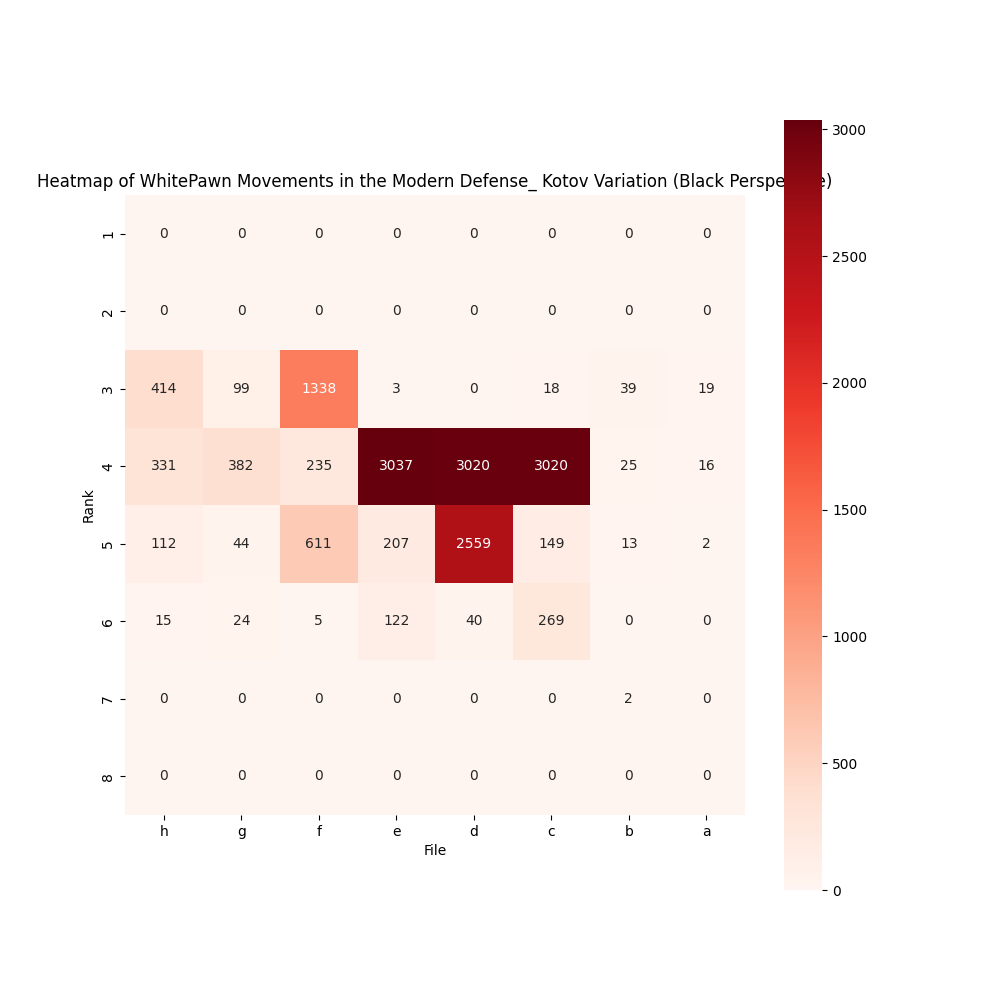 Heatmap of WhitePawn Movements in the Modern Defense_ Kotov Variation (Black Perspe e)
3000
2500
2000
1500
1000
500
0
Rank
1 0 0 0 0 0 0 0 0
2 0 0 0 0 0 0 0 0
3 414 99 1338 3 0 18 39 19
4 331 382 235 3037 3020 3020 25 16
5 112 44 611 207 2559 149 13 2
6 15 24 5 122 40 269 0 0
7 0 0 0 0 0 0 2 0
8 0 0 0 0 0 0 0 0
h g f e d c b a
File